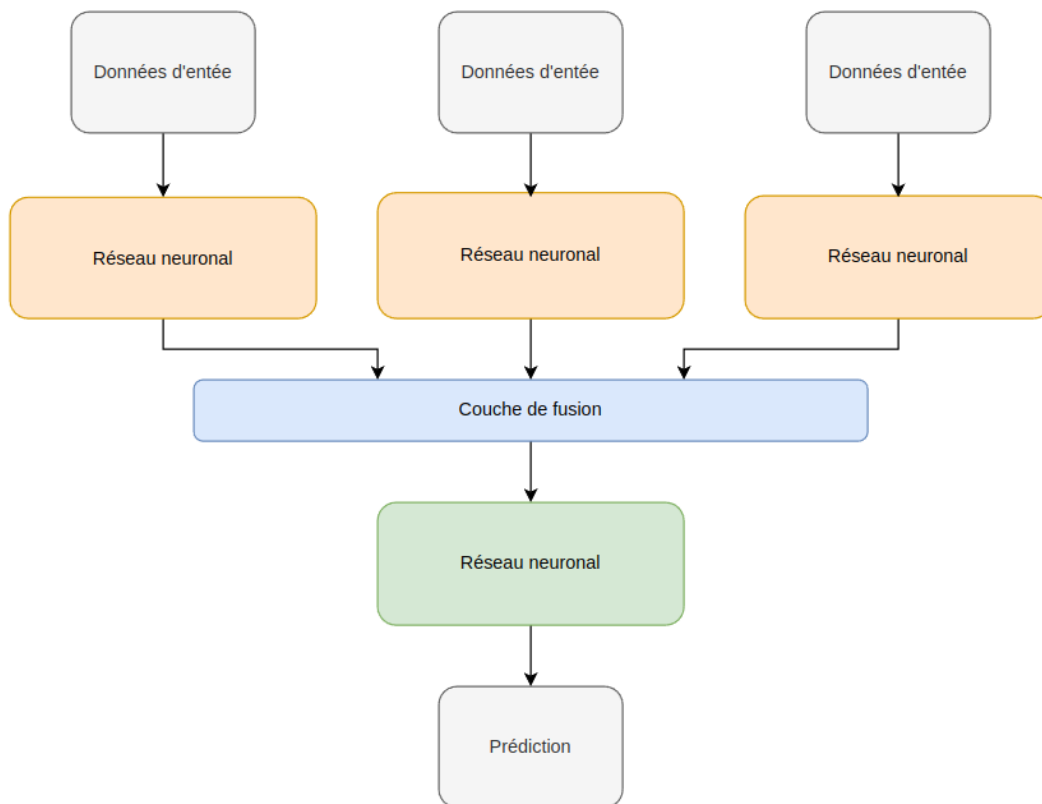 Données d'entée
Données d'entée
Données d'entée
Réseau neuronal
Réseau neuronal
Réseau neuronal
Couche de fusion
Réseau neuronal
Prédiction